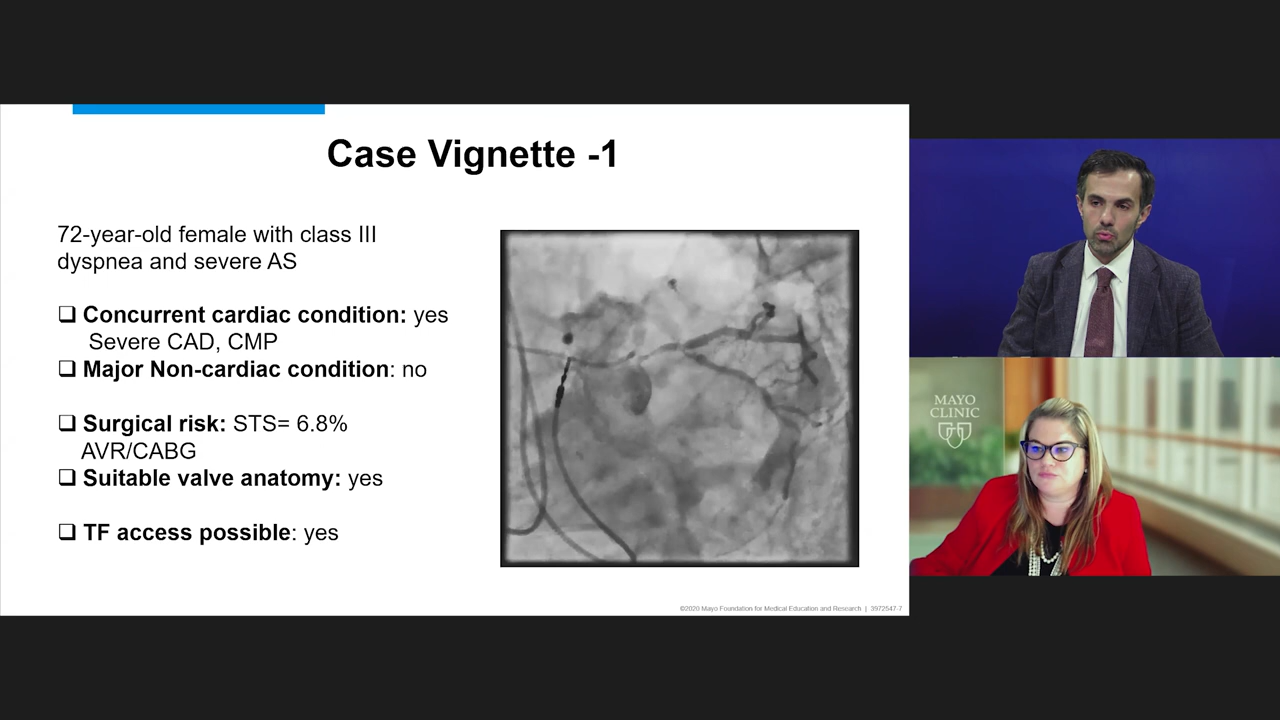 Case Vignette -1
72-year-old female with class III
dyspnea and severe AS
❑ Concurrent cardiac condition: yes
Severe CAD, CMP
❑ Major Non-cardiac condition: no
❑ Surgical risk: STS= 6.8%
AVR/CABG
❑ Suitable valve anatomy: yes
❑ TF access possible: yes
©2020 Mayo Foundation for Medical Education and Research | 3972547-7
MAYO
CLINIC